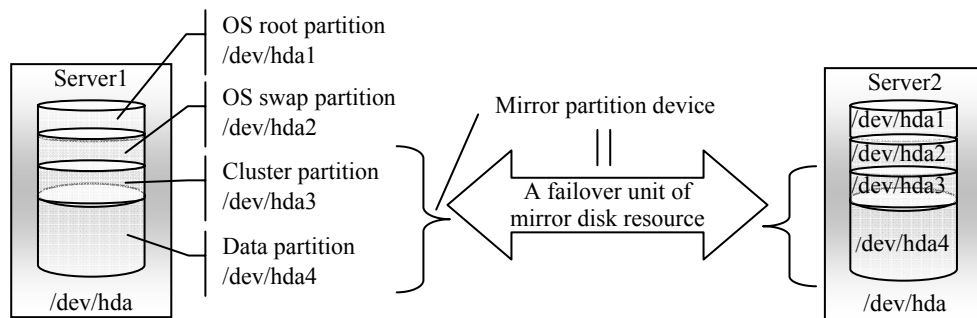 Server1
/dev/hda
OS root partition
/dev/hda1
OS swap partition
/dev/hda2
Cluster partition
/dev/hda3
Data partition
/dev/hda4
Mirror partition device
A failover unit of
mirror disk resource
Server2
/dev/hda1
/dev/hda2
/dev/hda3
/dev/hda4
/dev/hda